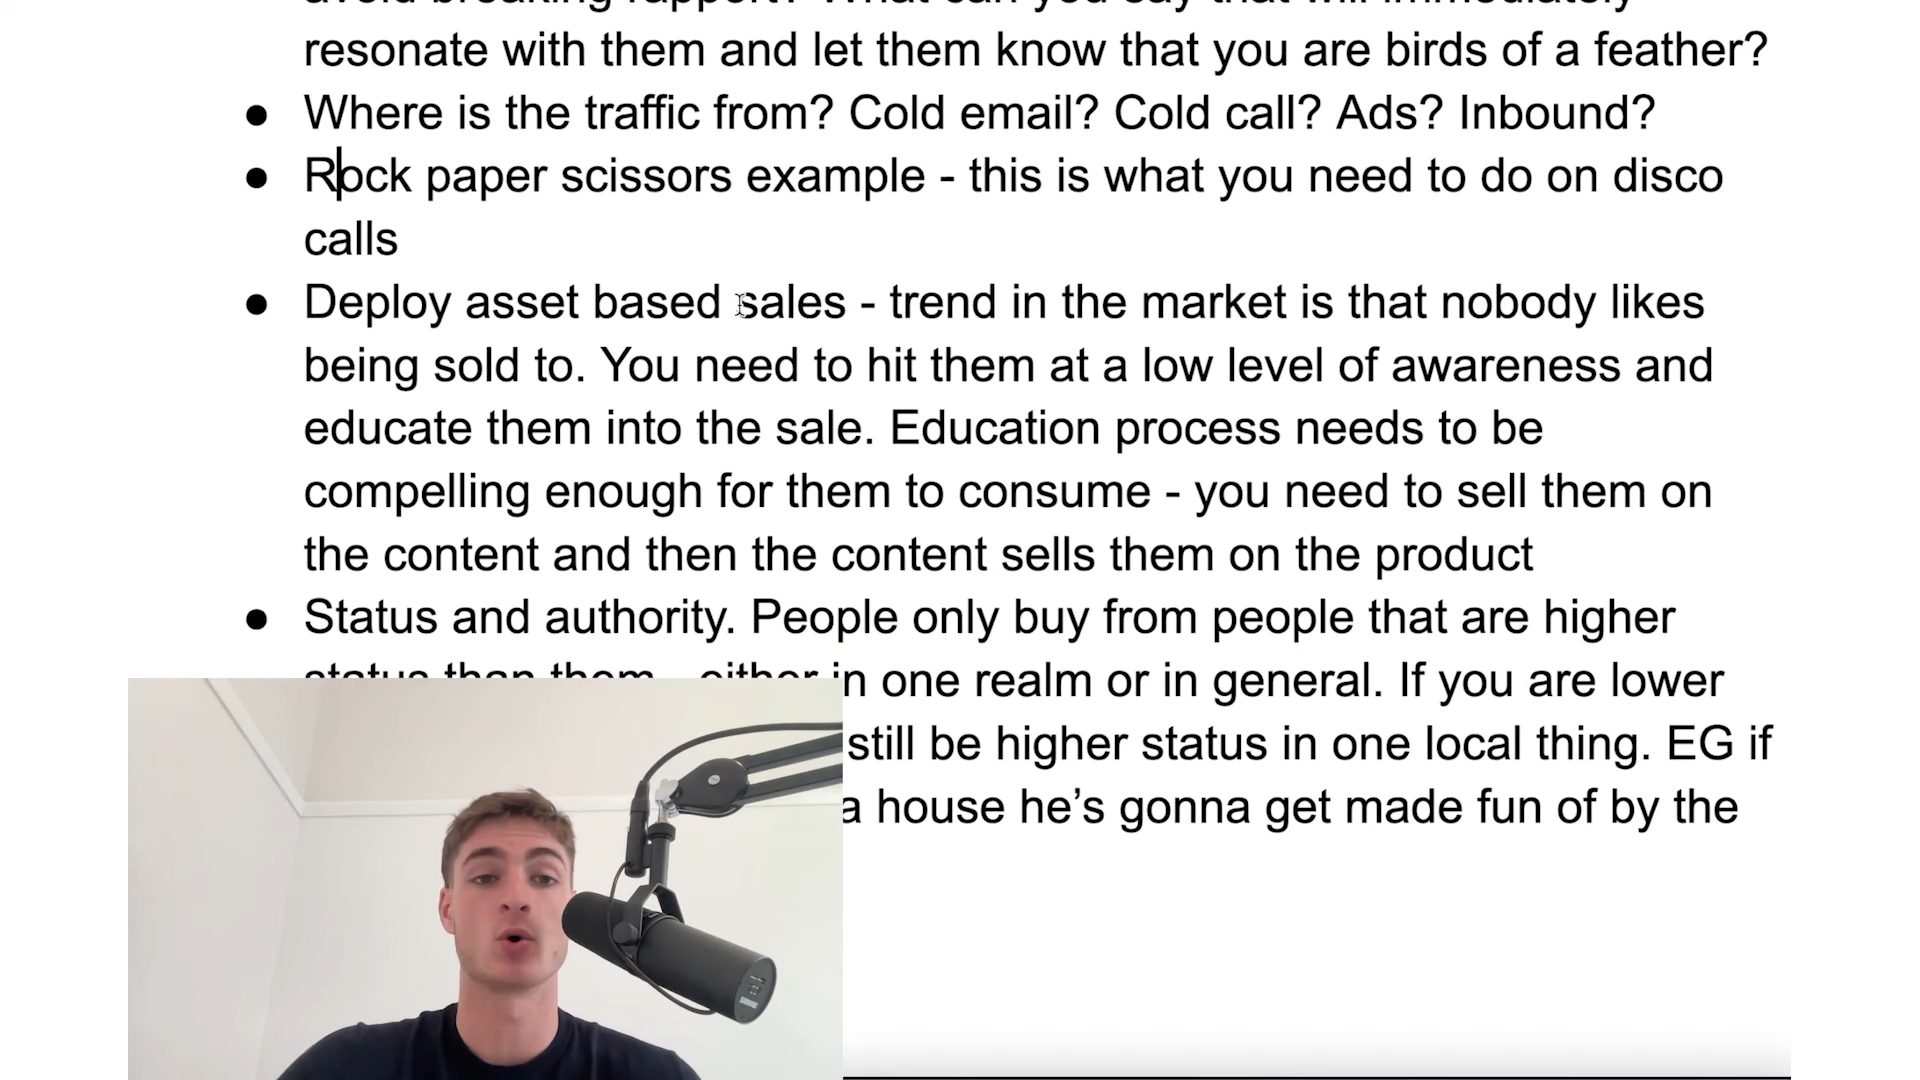 resonate with them and let them know that you are birds of a feather?
● Where is the traffic from? Cold email? Cold call? Ads? Inbound?
● Rock paper scissors example - this is what you need to do on disco
calls
● Deploy asset based sales - trend in the market is that nobody likes
being sold to. You need to hit them at a low level of awareness and
educate them into the sale. Education process needs to be
compelling enough for them to consume - you need to sell them on
the content and then the content sells them on the product
● Status and authority. People only buy from people that are higher
status than them - either in one realm or in general. If you are lower
still be higher status in one local thing. EG if
a house he’s gonna get made fun of by the